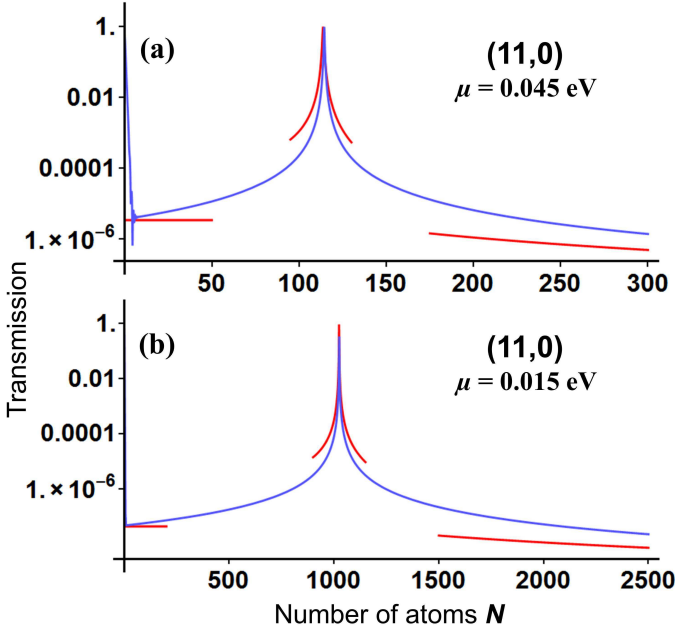 Transmission
(a)
(11,0)
μ = 0.045 eV
1.
0.01
0.0001
1. × 10⁻⁶
50 100 150 200 250 300
(b)
(11,0)
μ = 0.015 eV
1.
0.01
0.0001
1. × 10⁻⁶
500 1000 1500 2000 2500
Number of atoms N